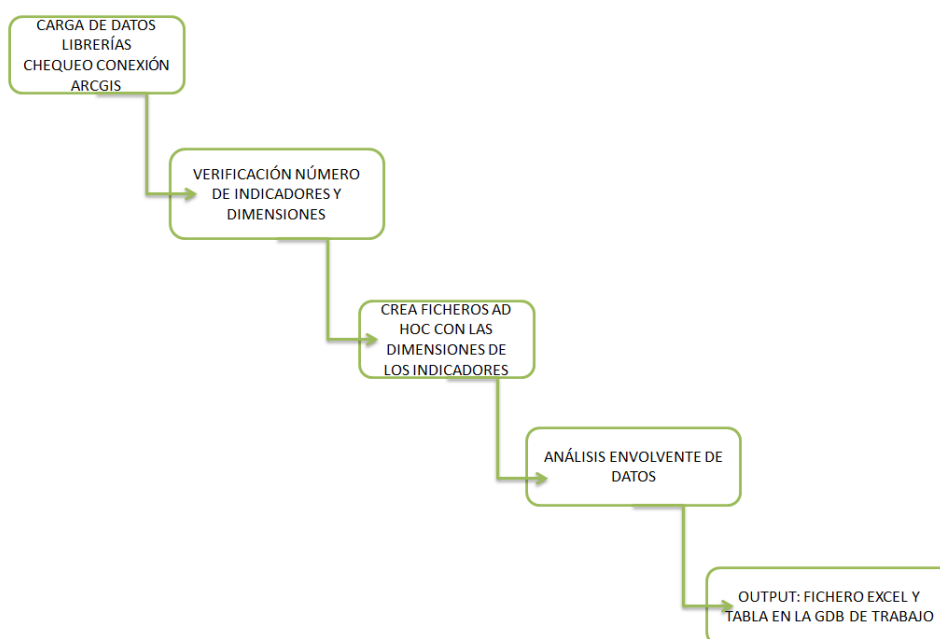 CARGA DE DATOS
LIBRERÍAS
CHEQUEO CONEXIÓN
ARCGIS
VERIFICACIÓN NÚMERO
DE INDICADORES Y
DIMENSIONES
CREA FICHEROS AD
HOC CON LAS
DIMENSIONES DE
LOS INDICADORES
ANÁLISIS ENVOLVENTE DE
DATOS
OUTPUT: FICHERO EXCEL Y
TABLA EN LA GDB DE TRABAJO